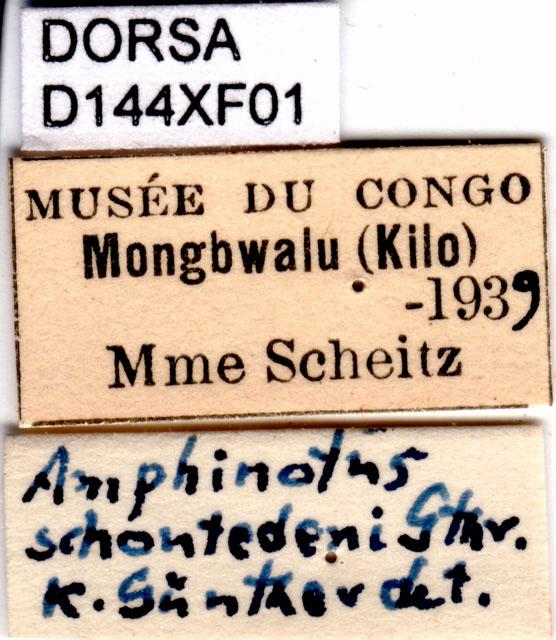 DORSA
D144XF01
MUSÉE DU CONGO
Mongbwalu (Kilo)
-1939
Mme Scheitz
Amphinotus
schoutedeni Gthr.
K. Günther det.